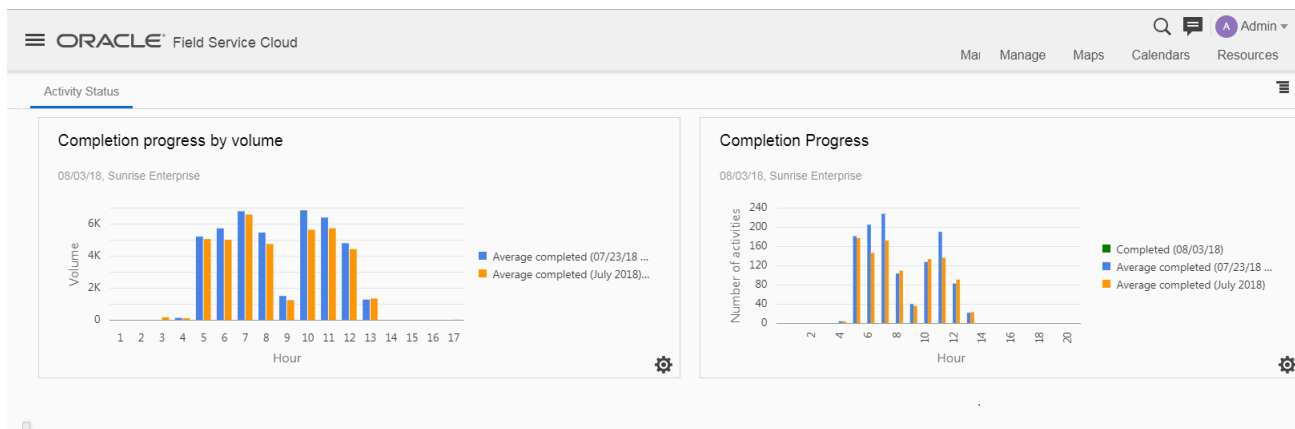 ORACLE® Field Service Cloud
A Admin
Mai Manage Maps Calendars Resources
Activity Status
Completion progress by volume
08/03/18, Sunrise Enterprise
Volume
6K
4K
2K
0
1 2 3 4 5 6 7 8 9 10 11 12 13 14 15 16 17
Hour
Average completed (07/23/18 ...
Average completed (July 2018)...
Completion Progress
08/03/18, Sunrise Enterprise
Number of activities
240
200
160
120
80
40
0
2 4 6 8 10 12 14 16 18 20
Hour
Completed (08/03/18)
Average completed (07/23/18 ...
Average completed (July 2018)